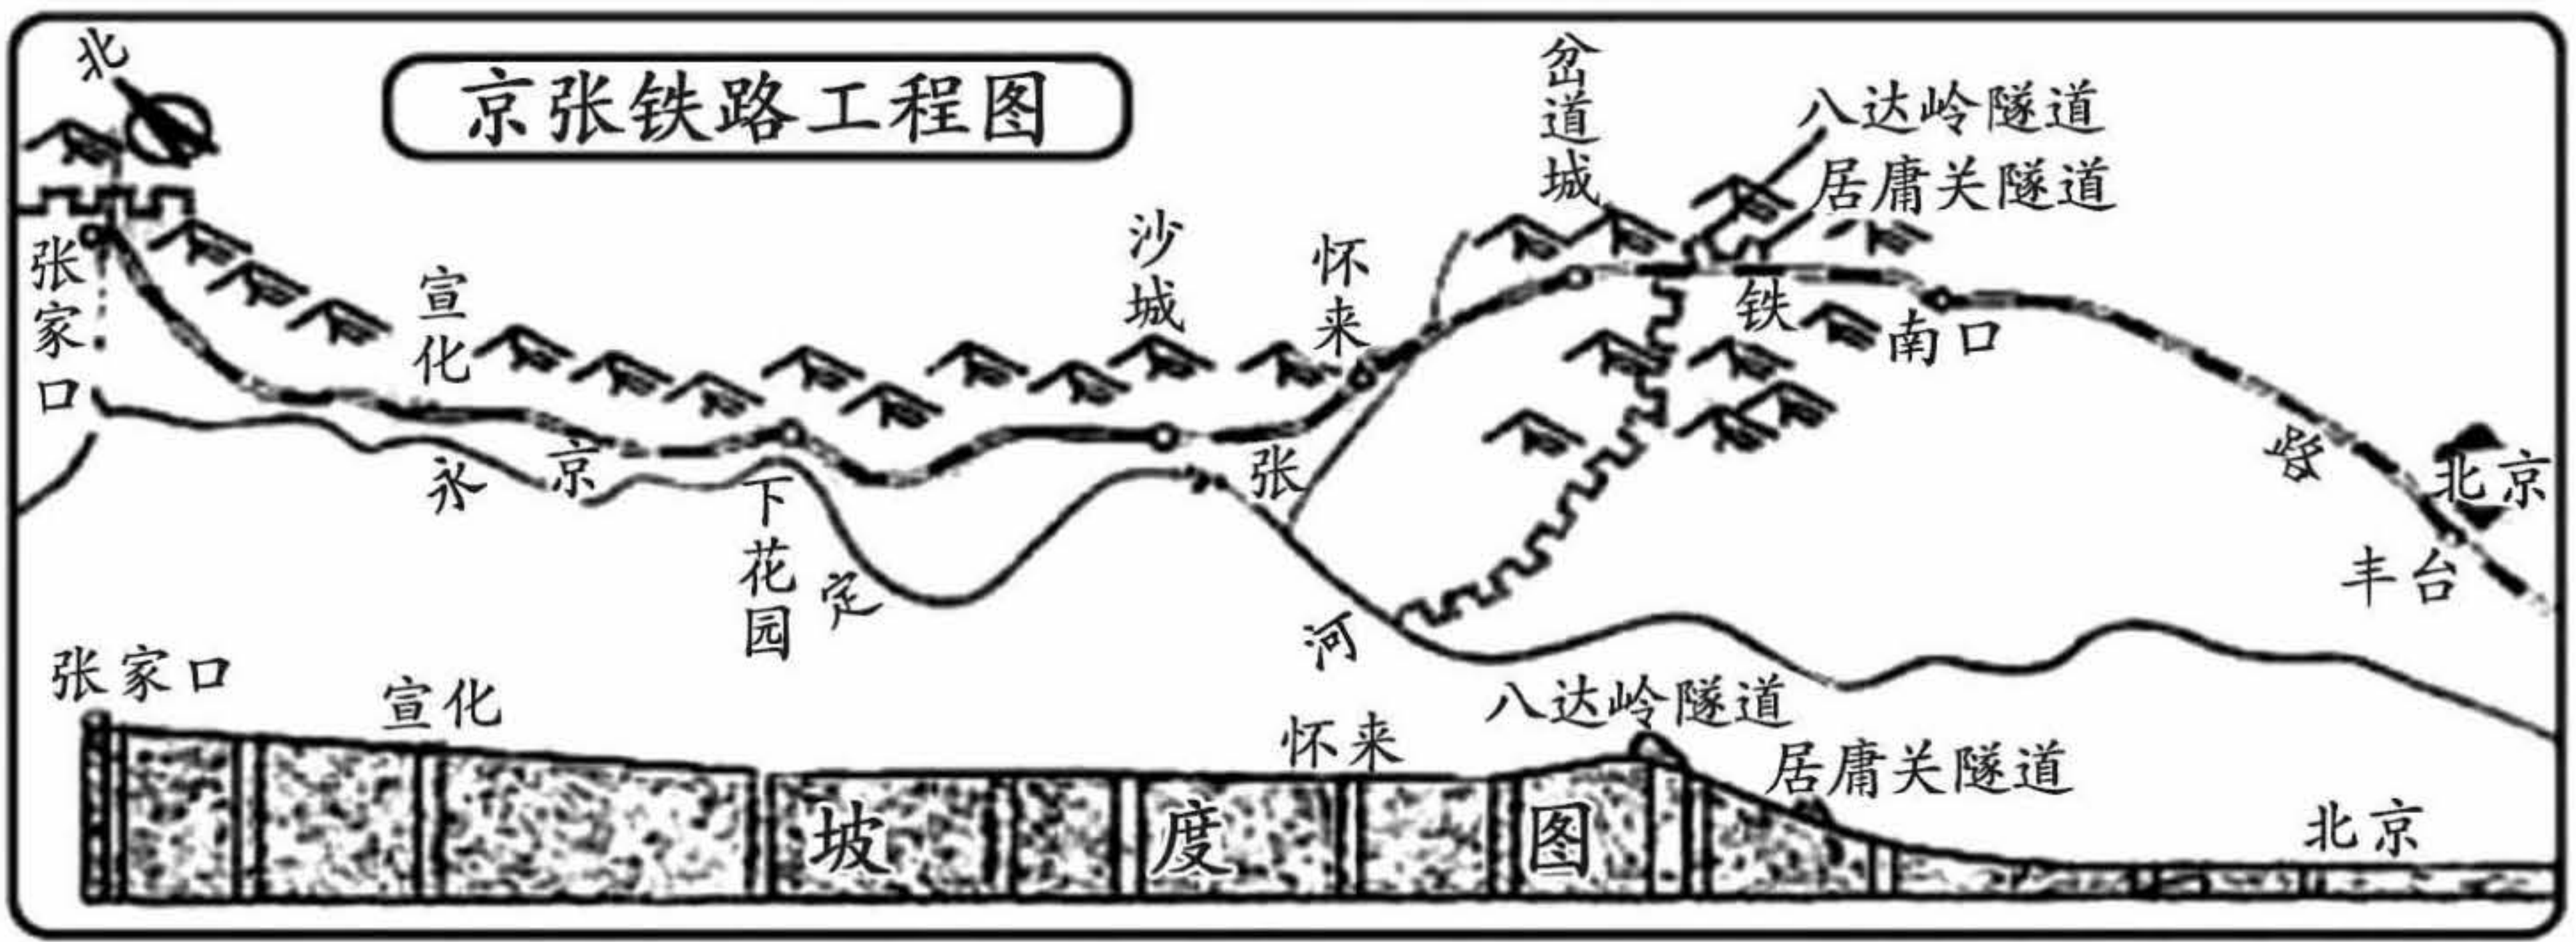 北
京张铁路工程图
岔道城
八达岭隧道
居庸关隧道
张家口
宣化
沙城
怀来
南口
京
张
铁
路
北京
丰台
下花园
永
定
河
张家口
宣化
怀来
八达岭隧道
居庸关隧道
北京
坡度图